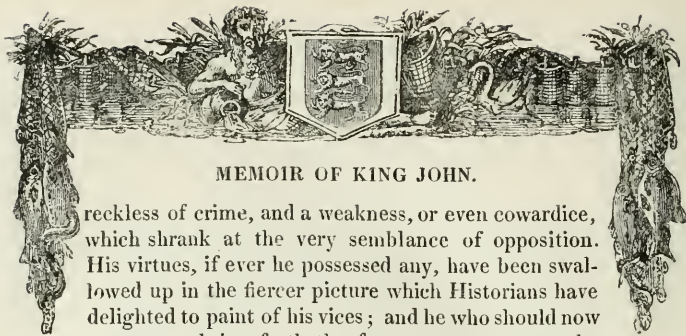 MEMOIR OF KING JOHN.
reckless of crime, and a weakness, or even cowardice,
which shrank at the very semblance of opposition.
His virtues, if ever he possessed any, have been swal-
lowed up in the fiercer picture which Historians have
delighted to paint of his vices; and he who should now